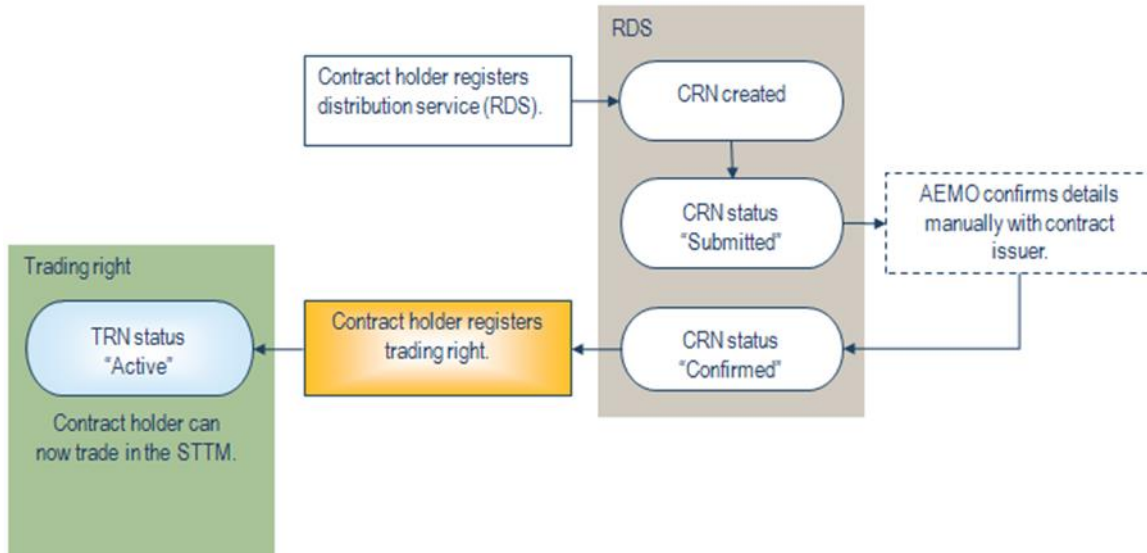 RDS
Contract holder registers
distribution service (RDS).
CRN created
CRN status
“Submitted”
AEMO confirms details
manually with contract
issuer.
Trading right
TRN status
“Active”
Contract holder registers
trading right.
CRN status
“Confirmed”
Contract holder can
now trade in the STTM.